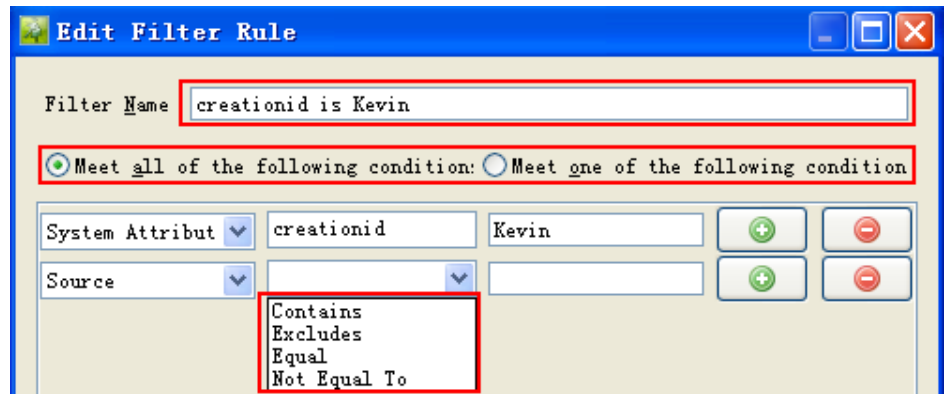 Edit Filter Rule
Filter Name creationid is Kevin
Meet all of the following condition: Meet one of the following condition
System Attribut creationid Kevin
Source
Contains
Excludes
Equal
Not Equal To